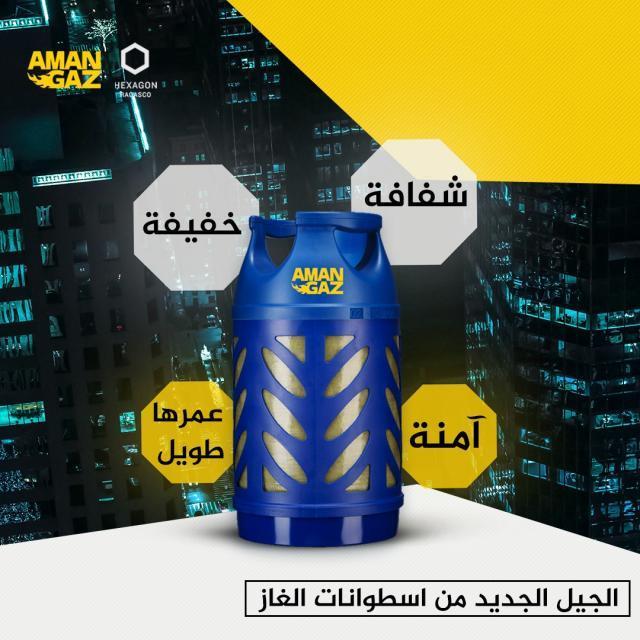 AMAN
GAZ
HEXAGON
RAGASCO
شفافة
خفيفة
AMAN
GAZ
آمنة
عمرها
طويل
الجيل الجديد من اسطوانات الغاز